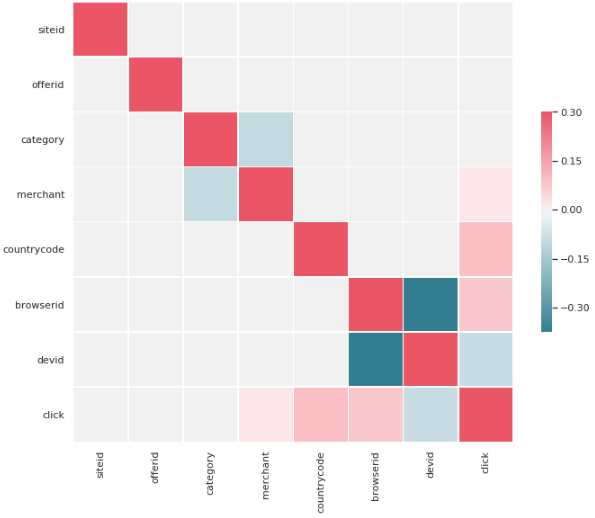 siteid
offerid
category
merchant
countrycode
browserid
devid
click
0.30
0.15
0.00
−0.15
−0.30
siteid
offerid
category
merchant
countrycode
browserid
devid
click